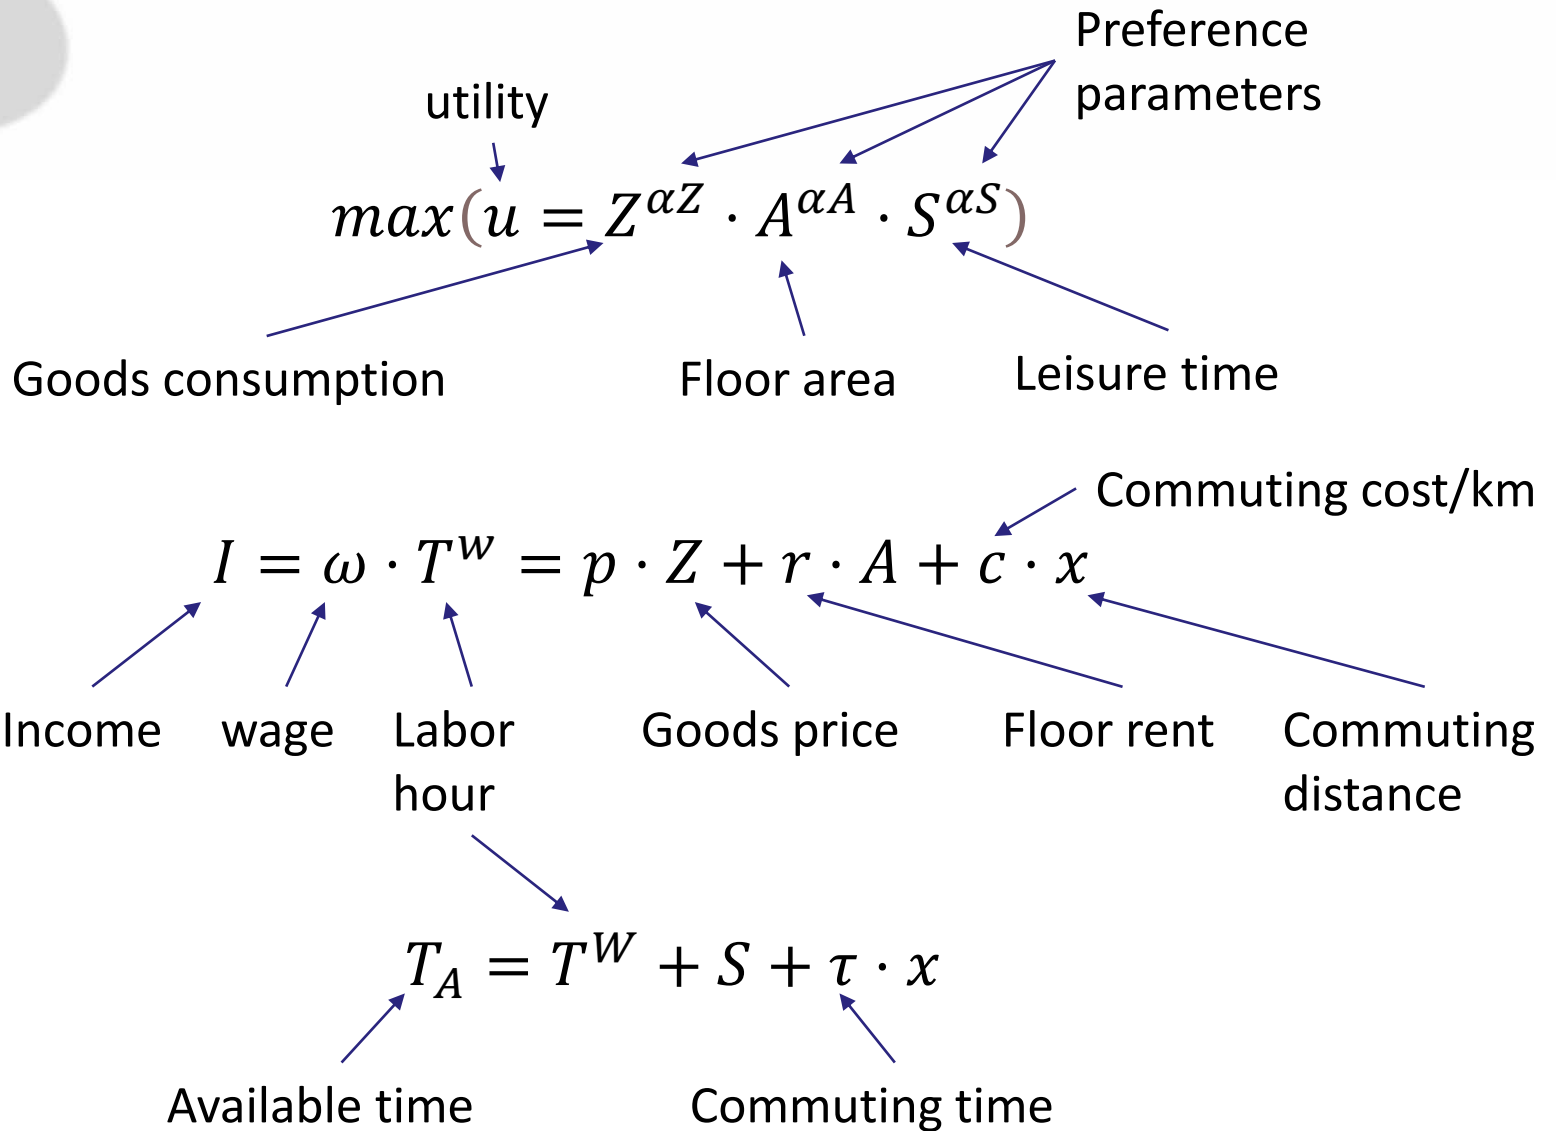 Preference
parameters
utility
max(u = Z^{αZ} · A^{αA} · S^{αS})
Goods consumption
Floor area
Leisure time
Commuting cost/km
I = ω · T^w = p · Z + r · A + c · x
Income
wage
Labor
hour
Goods price
Floor rent
Commuting
distance
T_A = T^W + S + τ · x
Available time
Commuting time